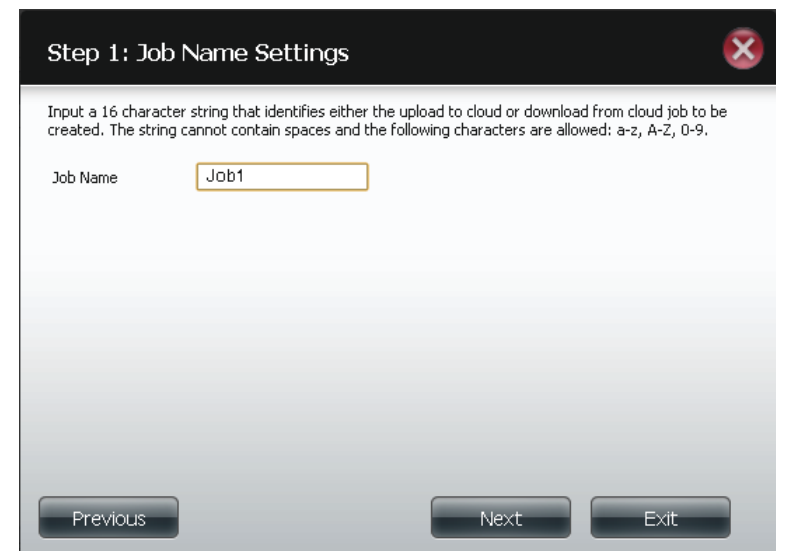 Step 1: Job Name Settings
Input a 16 character string that identifies either the upload to cloud or download from cloud job to be
created. The string cannot contain spaces and the following characters are allowed: a-z, A-Z, 0-9.
Job Name
Job1
Previous
Next
Exit